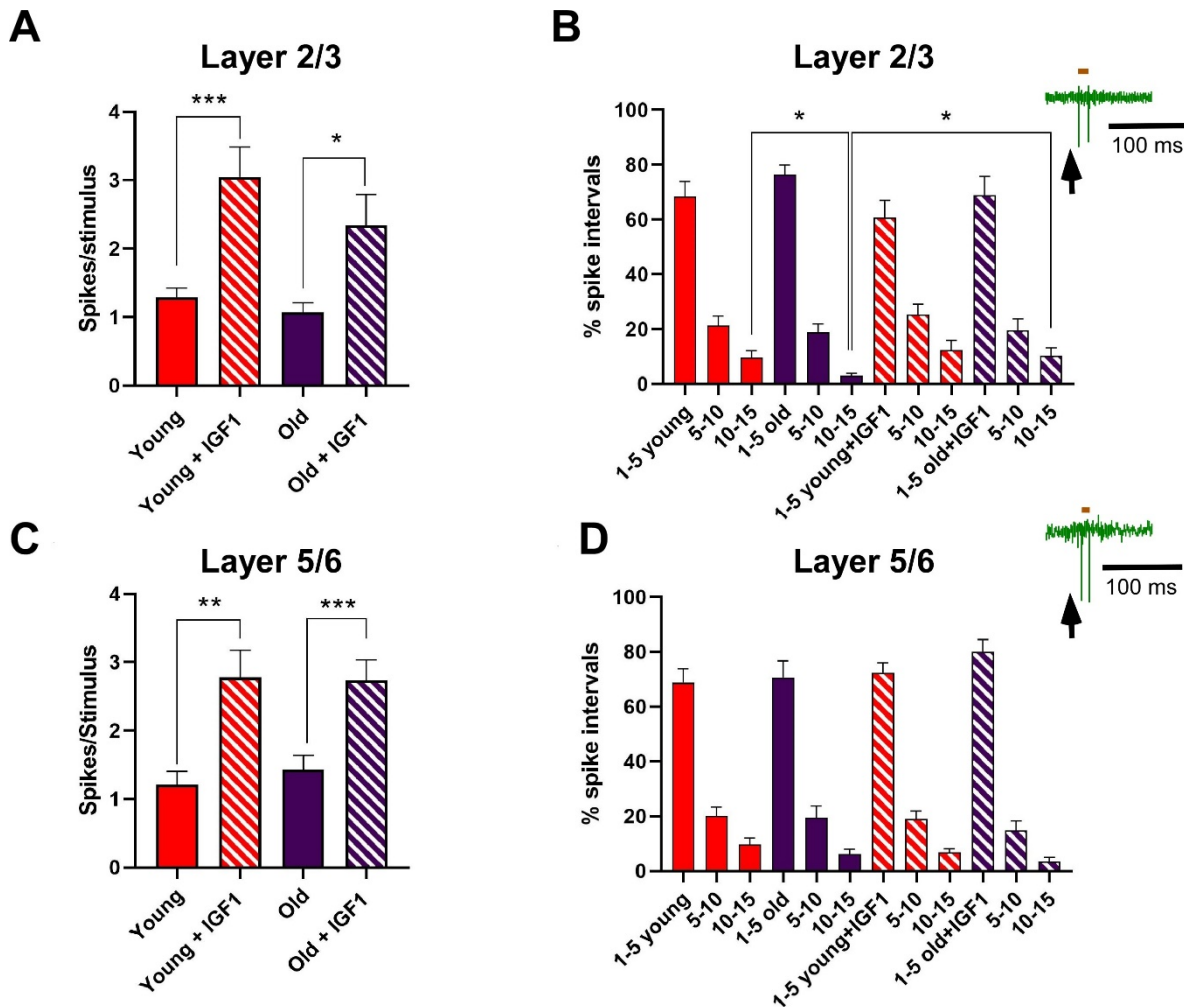 A
Layer 2/3
Spikes/stimulus
4
3
2
1
0
***
*
Young
Young + IGF1
Old
Old + IGF1
B
Layer 2/3
% spike intervals
100
80
60
40
20
0
*
*
100 ms
1-5 young
5-10
10-15
1-5 old
5-10
10-15
1-5 young+IGF1
5-10
10-15
1-5 old+IGF1
5-10
10-15
C
Layer 5/6
Spikes/Stimulus
4
3
2
1
0
**
***
Young
Young + IGF1
Old
Old + IGF1
D
Layer 5/6
% spike intervals
100
80
60
40
20
0
100 ms
1-5 young
5-10
10-15
1-5 old
5-10
10-15
1-5 young+IGF1
5-10
10-15
1-5 old+IGF1
5-10
10-15